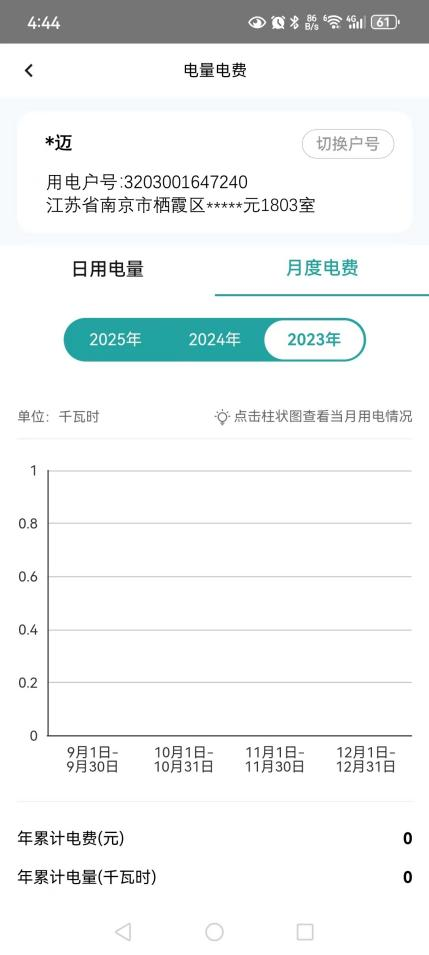 4:44
86 B/s 6 4G 61
电量电费
*迈
切换户号
用电户号:3203001647240
江苏省南京市栖霞区*****元1803室
日用电量
月度电费
2025年
2024年
2023年
单位：千瓦时
点击柱状图查看当月用电情况
1
0.8
0.6
0.4
0.2
0
9月1日-
9月30日
10月1日-
10月31日
11月1日-
11月30日
12月1日-
12月31日
年累计电费(元) 0
年累计电量(千瓦时) 0